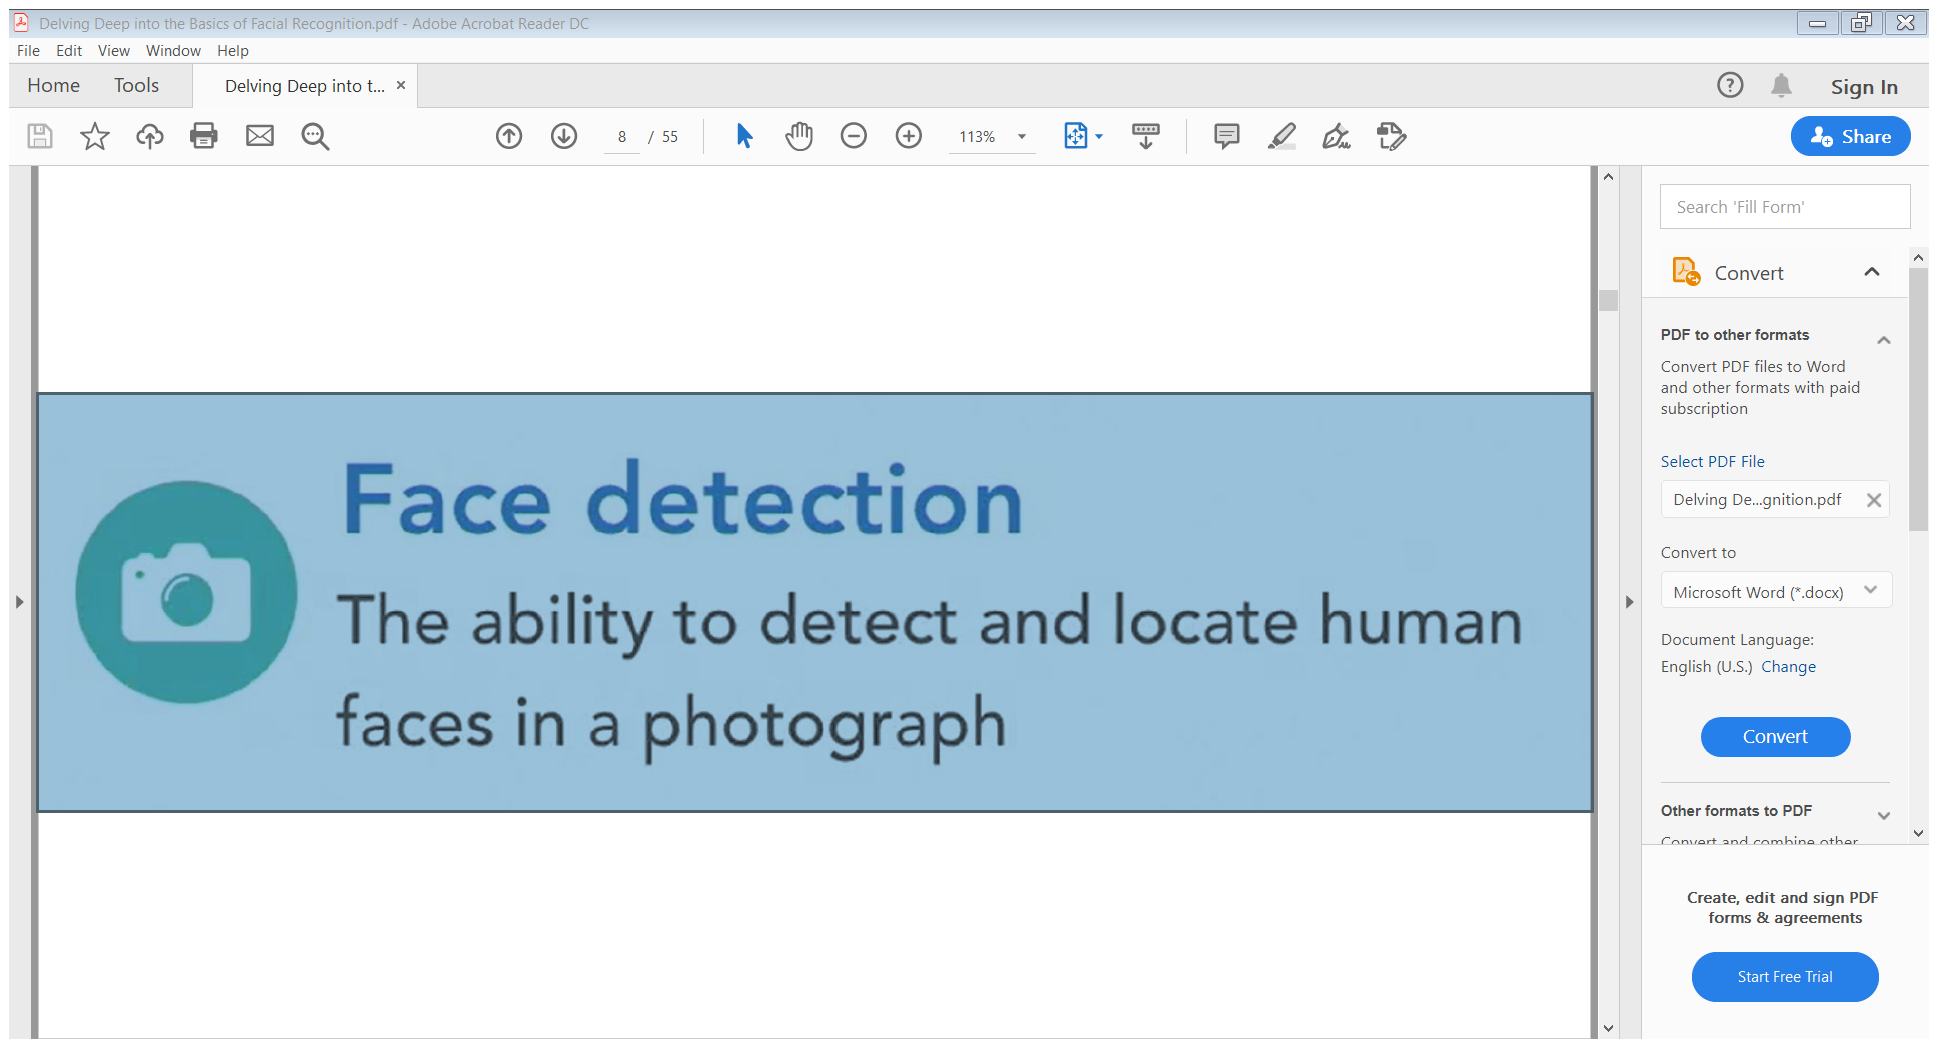 Delving Deep into the Basics of Facial Recognition.pdf - Adobe Acrobat Reader DC
File Edit View Window Help
Home Tools Delving Deep into t... × Sign In
8 / 55 113% Share
Search 'Fill Form'
Convert
PDF to other formats
Convert PDF files to Word
and other formats with paid
subscription
Select PDF File
Delving De...gnition.pdf
Convert to
Microsoft Word (*.docx)
Document Language:
English (U.S.) Change
Convert
Other formats to PDF
Convert and combine other
Create, edit and sign PDF
forms & agreements
Start Free Trial
Face detection
The ability to detect and locate human
faces in a photograph